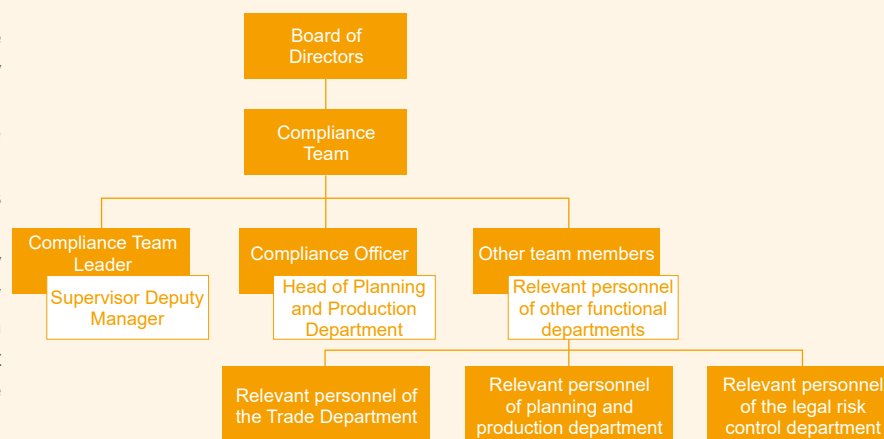 Board of
Directors
Compliance
Team
Compliance Team
Leader
Supervisor Deputy
Manager
Compliance Officer
Head of Planning
and Production
Department
Other team members
Relevant personnel
of other functional
departments
Relevant personnel of
the Trade Department
Relevant personnel
of planning and
production department
Relevant personnel
of the legal risk
control department